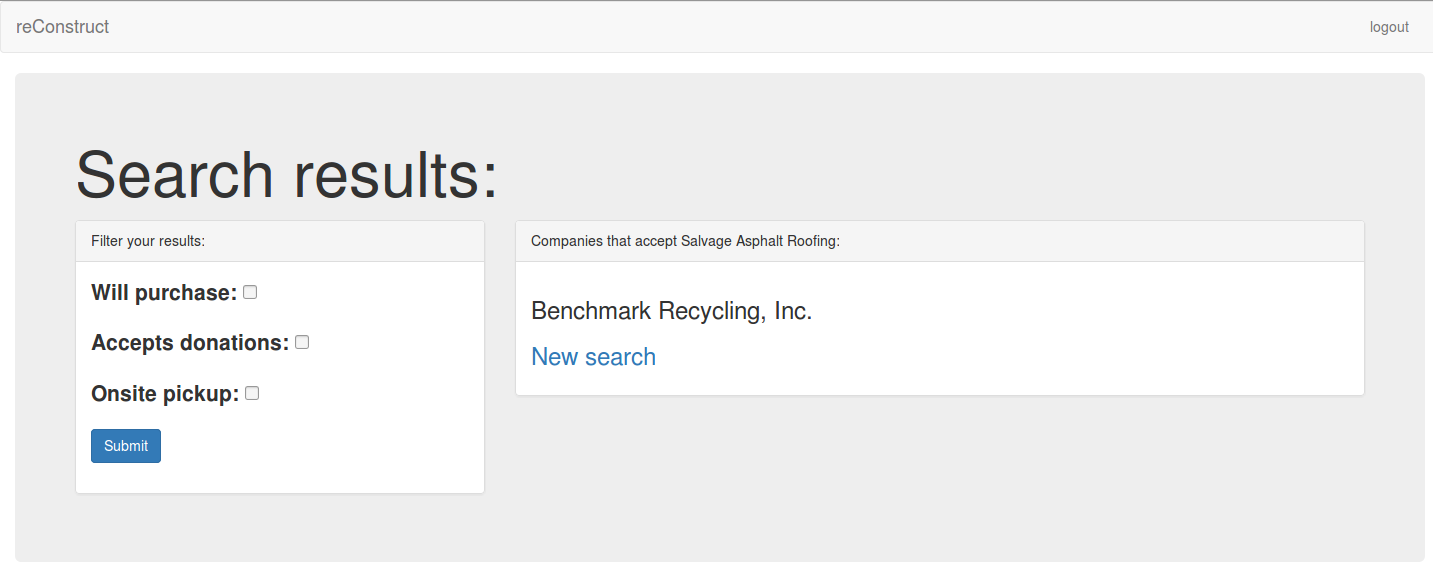 reConstruct
logout
Search results:
Filter your results:
Will purchase:
Accepts donations:
Onsite pickup:
Submit
Companies that accept Salvage Asphalt Roofing:
Benchmark Recycling, Inc.
New search